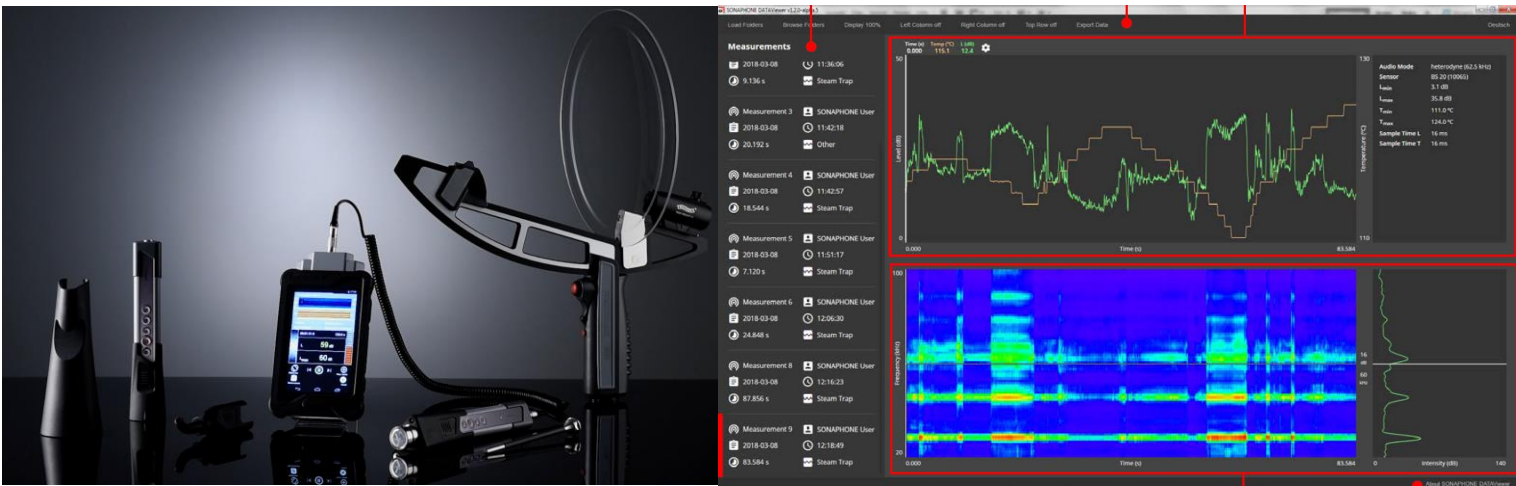 59 dB
60 dB
SONAPHONE DATAViewer v1.2.0-alpha.5
Load Folders Browse Folders Display 100% Left Column off Right Column off Top Row off Export Data Deutsch
Measurements
2018-03-08 11:36:06
9.136 s Steam Trap
Measurement 3 SONAPHONE User
2018-03-08 11:42:18
20.192 s Other
Measurement 4 SONAPHONE User
2018-03-08 11:42:57
18.544 s Steam Trap
Measurement 5 SONAPHONE User
2018-03-08 11:51:17
7.120 s Steam Trap
Measurement 6 SONAPHONE User
2018-03-08 12:06:30
24.848 s Steam Trap
Measurement 8 SONAPHONE User
2018-03-08 12:16:23
87.856 s Steam Trap
Measurement 9 SONAPHONE User
2018-03-08 12:18:49
83.584 s Steam Trap
Time (s) Temp (°C) L (dB)
0.000 115.1 12.4
50 130
Level (dB)
Temperature (°C)
0 110
0.000 Time (s) 83.584
Audio Mode heterodyne (62.5 kHz)
Sensor BS 20 (10065)
Lmin 3.1 dB
Lmax 35.8 dB
Tmin 111.0 °C
Tmax 124.0 °C
Sample Time L 16 ms
Sample Time T 16 ms
100
Frequency (kHz)
16
dB
60
kHz
20
0.000 Time (s) 83.584
0 Intensity (dB) 140
About SONAPHONE DATAViewer